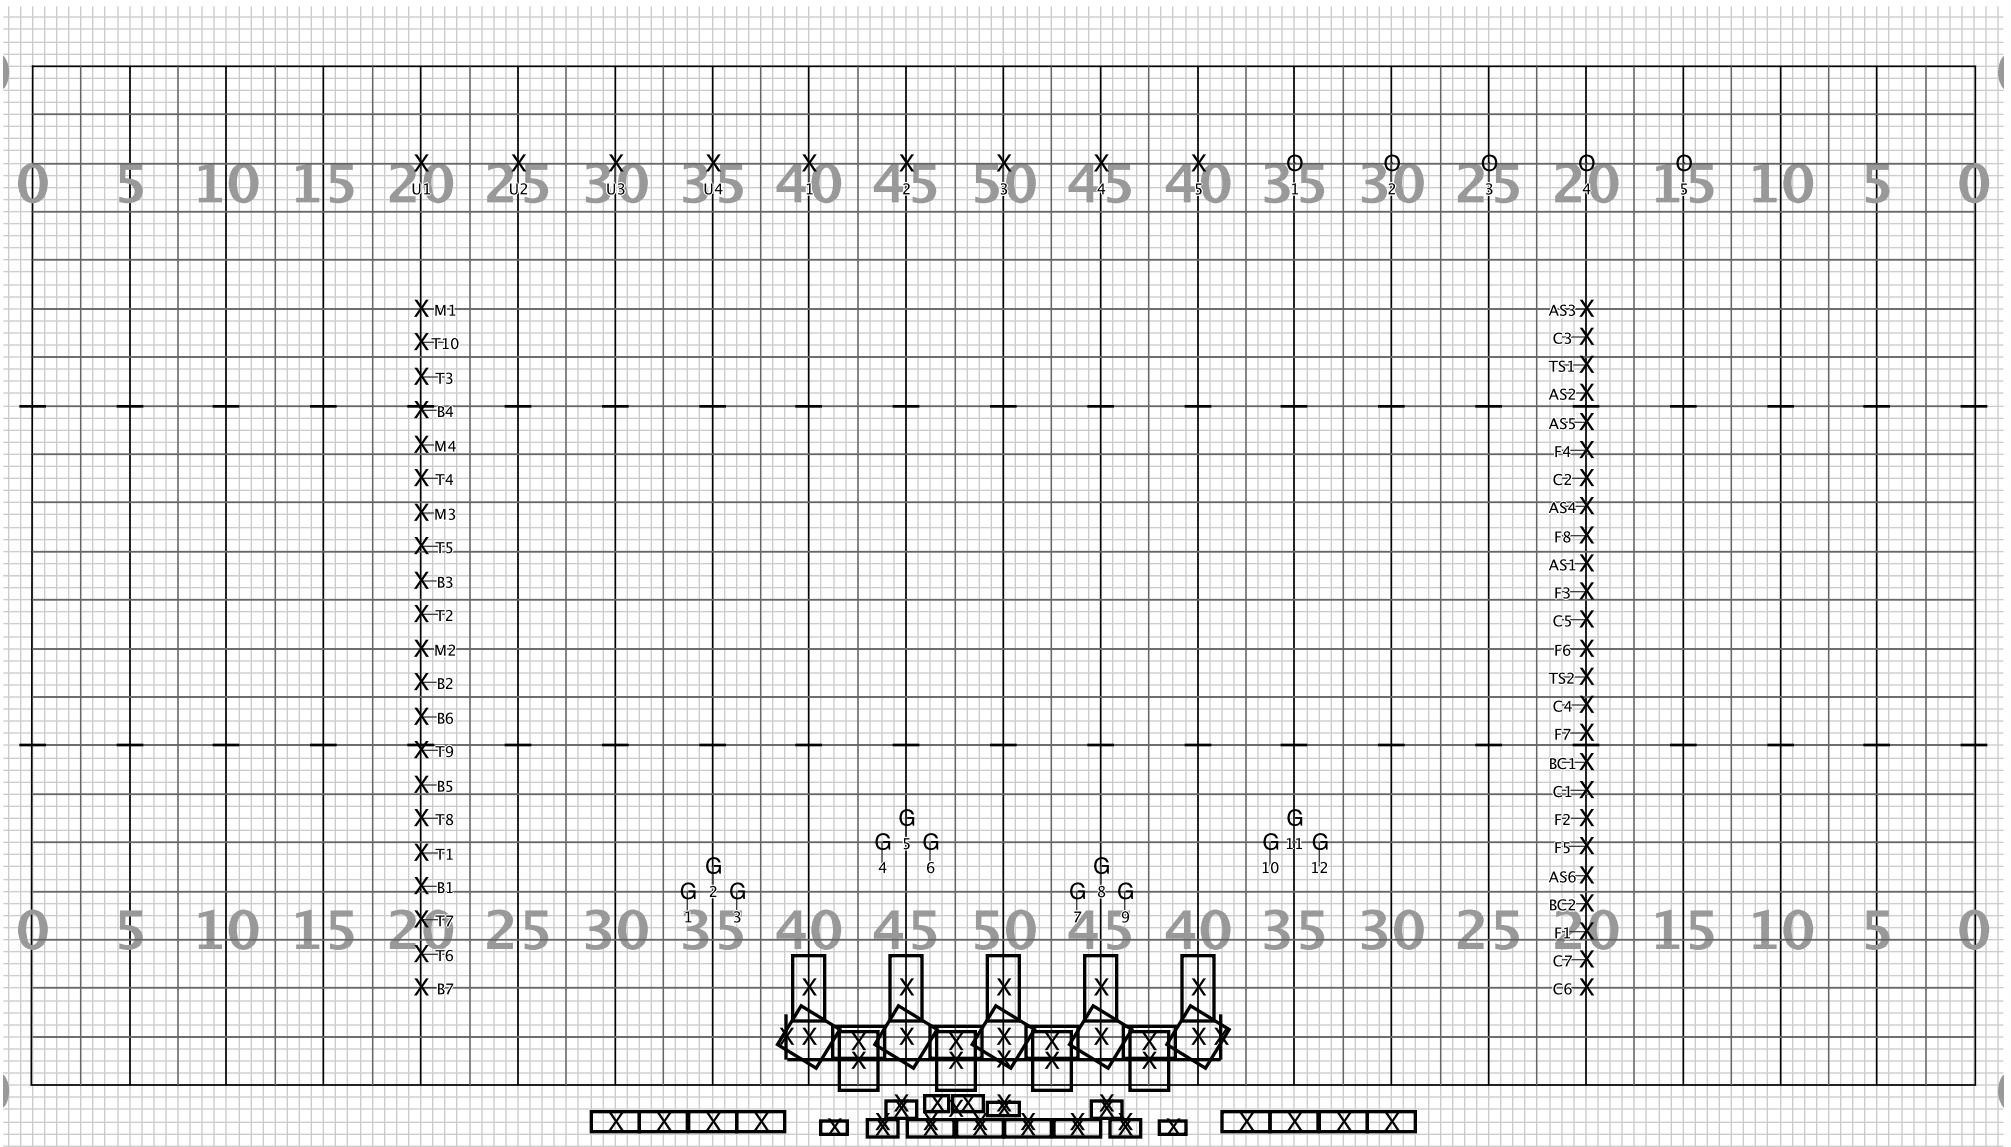 X X X X X X X X X O O O O O
0 5 10 15 20 25 30 35 40 45 50 45 40 35 30 25 20 15 10 5 0
U1 U2 U3 U4 1 2 3 4 5 1 2 3 4 5
X M1 AS3 X
X T10 C3 X
X T3 TS1 X
X B4 AS2 X
X M4 AS5 X
X T4 F4 X
X M3 C2 X
X T5 AS4 X
X B3 F8 X
X T2 AS1 X
X M2 F3 X
X B2 C5 X
X B6 F6 X
X T9 TS2 X
X B5 C4 X
X T8 F7 X
X T1 BC1 X
X B1 C1 X
X T7 F2 X
X T6 F5 X
X B7 AS6 X
BC2 X
F1 X
C7 X
C6 X
G G
G 5 G G 11 G
4 6 10 12
G G
G 2 G G 8 G
1 3 7 9
0 5 10 15 20 25 30 35 40 45 50 45 40 35 30 25 20 15 10 5 0
X X X X X
X X X X X X X
X X X X
X X X X X
X X X X X X
X X X X X X X X X X X X X X X X